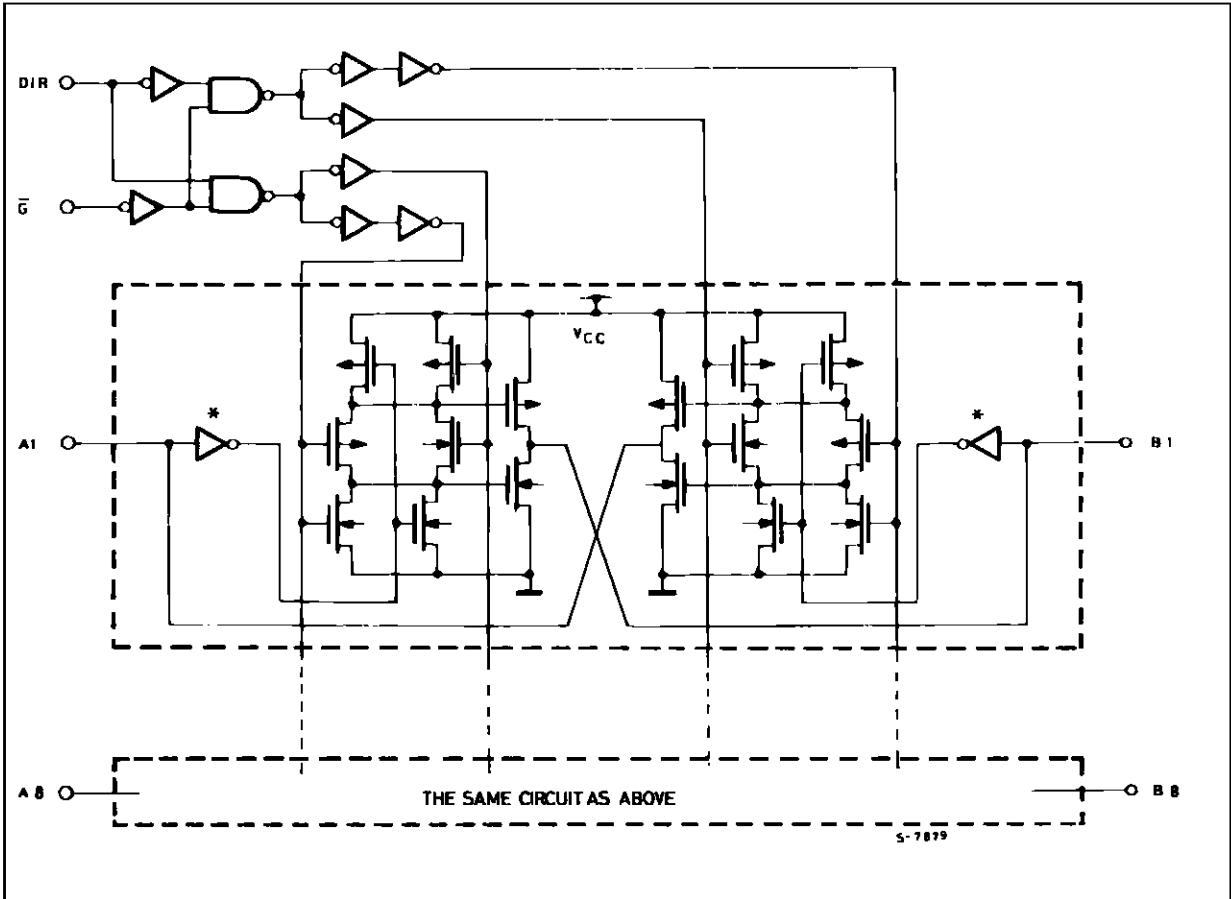 DIR
G̅
VCC
*
*
A1
B1
A8
THE SAME CIRCUIT AS ABOVE
B8
S-7879